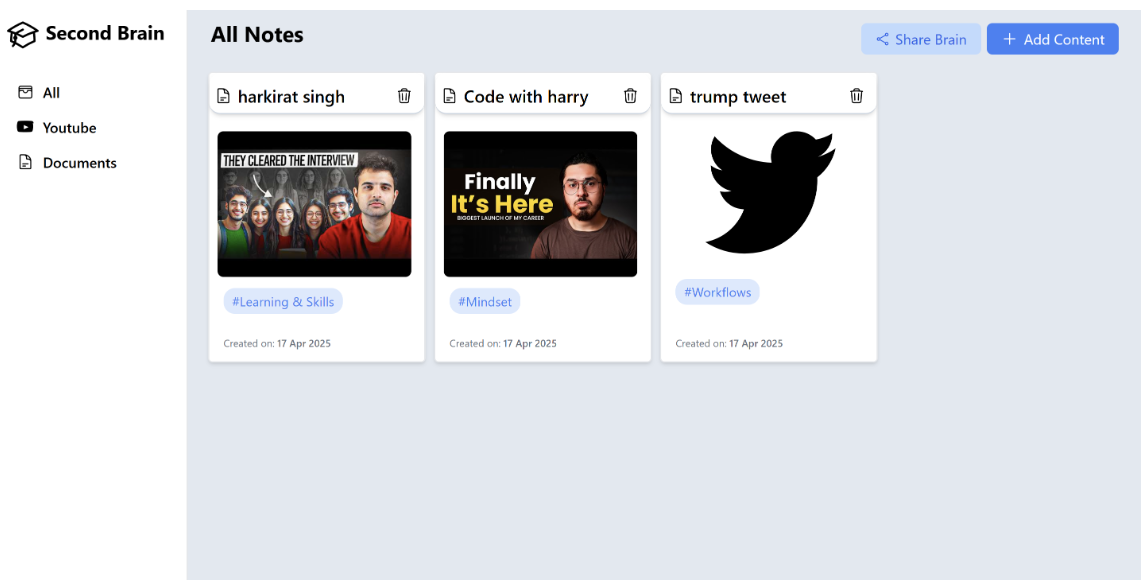 Second Brain
All
Youtube
Documents
All Notes
Share Brain
Add Content
harkirat singh
THEY CLEARED THE INTERVIEW
#Learning & Skills
Created on: 17 Apr 2025
Code with harry
Finally
It's Here
BIGGEST LAUNCH OF MY CAREER
#Mindset
Created on: 17 Apr 2025
trump tweet
#Workflows
Created on: 17 Apr 2025